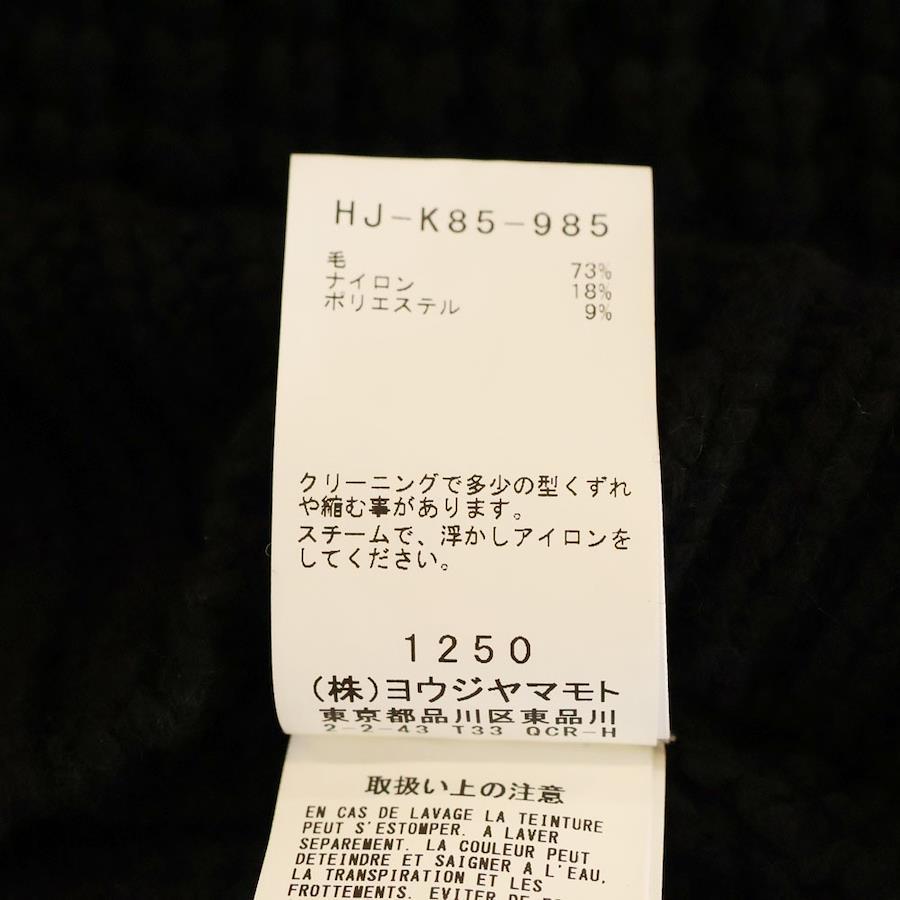 HJ-K85-985
毛 73%
ナイロン 18%
ポリエステル 9%
クリーニングで多少の型くずれ
や縮む事があります。
スチームで、浮かしアイロンを
してください。
1250
(株)ヨウジヤマモト
東京都品川区東品川
2-2-43 T33 QCR-H
取扱い上の注意
EN CAS DE LAVAGE LA TEINTURE
PEUT S'ESTOMPER. A LAVER
SEPAREMENT. LA COULEUR PEUT
DETEINDRE ET SAIGNER A L'EAU,
LA TRANSPIRATION ET LES
FROTTEMENTS. EVITER DE